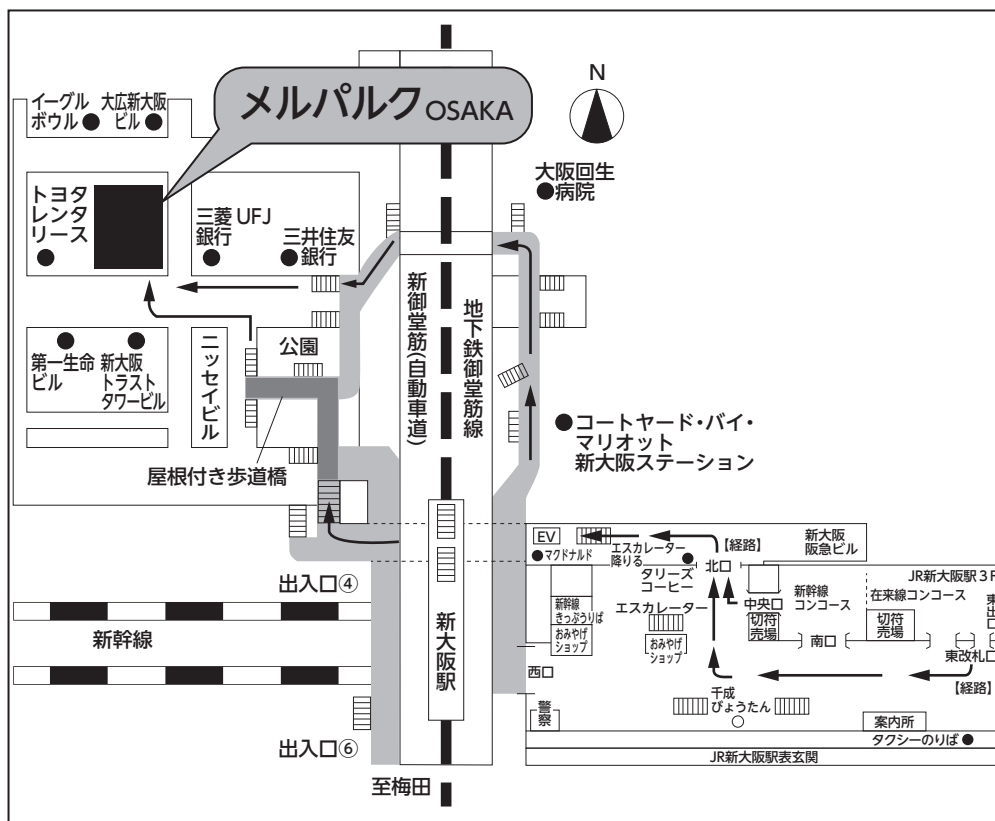 メルパルク OSAKA
N
イーグル
ボウル
大広新大阪
ビル
大阪回生
病院
トヨタ
レンタ
リース
三菱 UFJ
銀行
三井住友
銀行
新御堂筋(自動車道)
地下鉄御堂筋線
公園
第一生命
ビル
新大阪
トラスト
タワービル
ニッセイビル
コートヤード・バイ・
マリオット
新大阪ステーション
屋根付き歩道橋
EV
マクドナルド
エスカレーター
降りる
タリーズ
コーヒー
【経路】
北口
新大阪
阪急ビル
JR新大阪駅3F
出入口④
新幹線
新幹線
きっぷうりば
おみやげ
ショップ
エスカレーター
おみやげ
ショップ
中央口
切符
売場
新幹線
コンコース
在来線コンコース
切符
売場
東出口
南口
東改札口
【経路】
新大阪駅
西口
警察
千成
びょうたん
案内所
タクシーのりば
JR新大阪駅表玄関
出入口⑥
至梅田